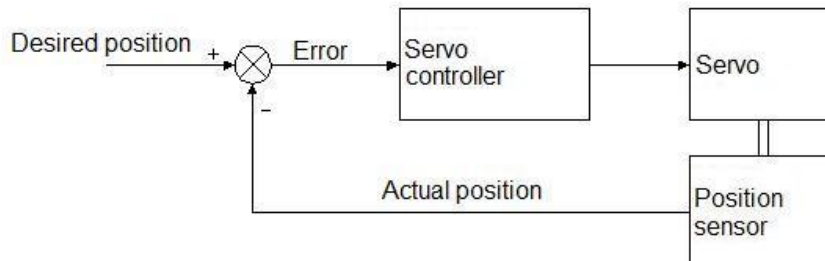 Desired position
+
Error
Servo
controller
Servo
−
Actual position
Position
sensor